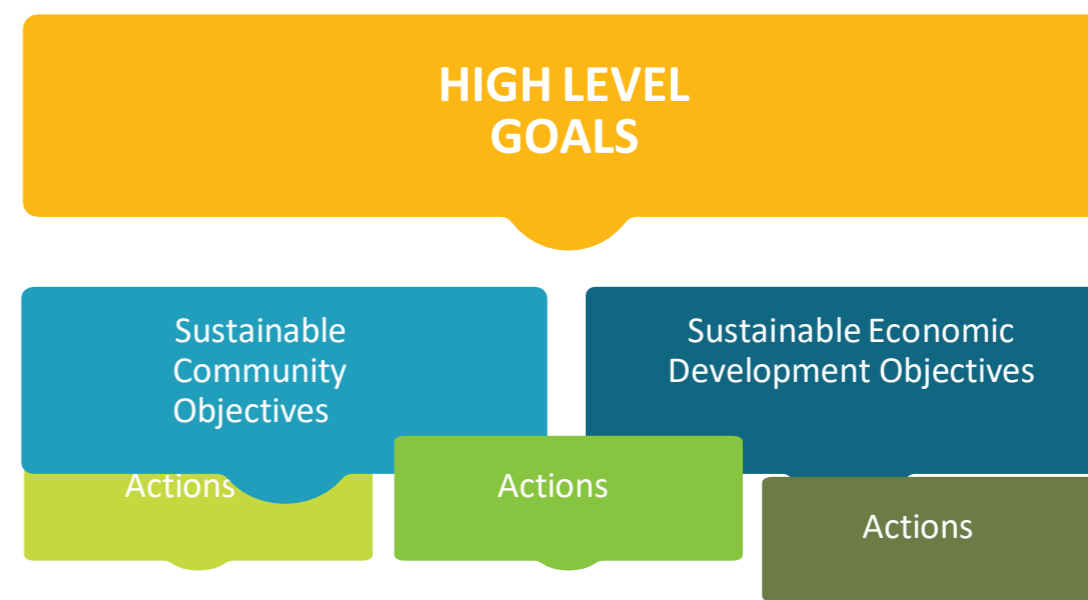 HIGH LEVEL
GOALS
Sustainable
Community
Objectives
Sustainable Economic
Development Objectives
Actions
Actions
Actions